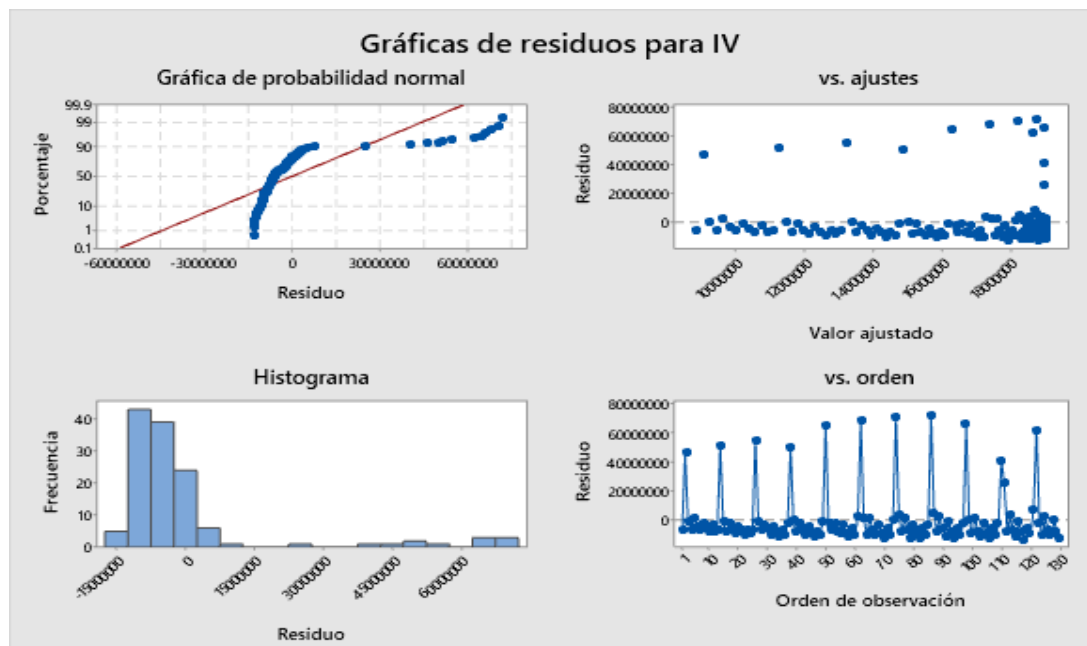 Gráficas de residuos para IV
Gráfica de probabilidad normal
99.9
99
90
50
10
1
0.1
Porcentaje
-60000000 -30000000 0 30000000 60000000
Residuo
vs. ajustes
80000000
60000000
40000000
20000000
0
Residuo
10000000 12000000 14000000 16000000 18000000
Valor ajustado
Histograma
40
30
20
10
0
Frecuencia
-15000000 0 15000000 30000000 45000000 60000000
Residuo
vs. orden
80000000
60000000
40000000
20000000
0
Residuo
1 10 20 30 40 50 60 70 80 90 100 110 120 130
Orden de observación